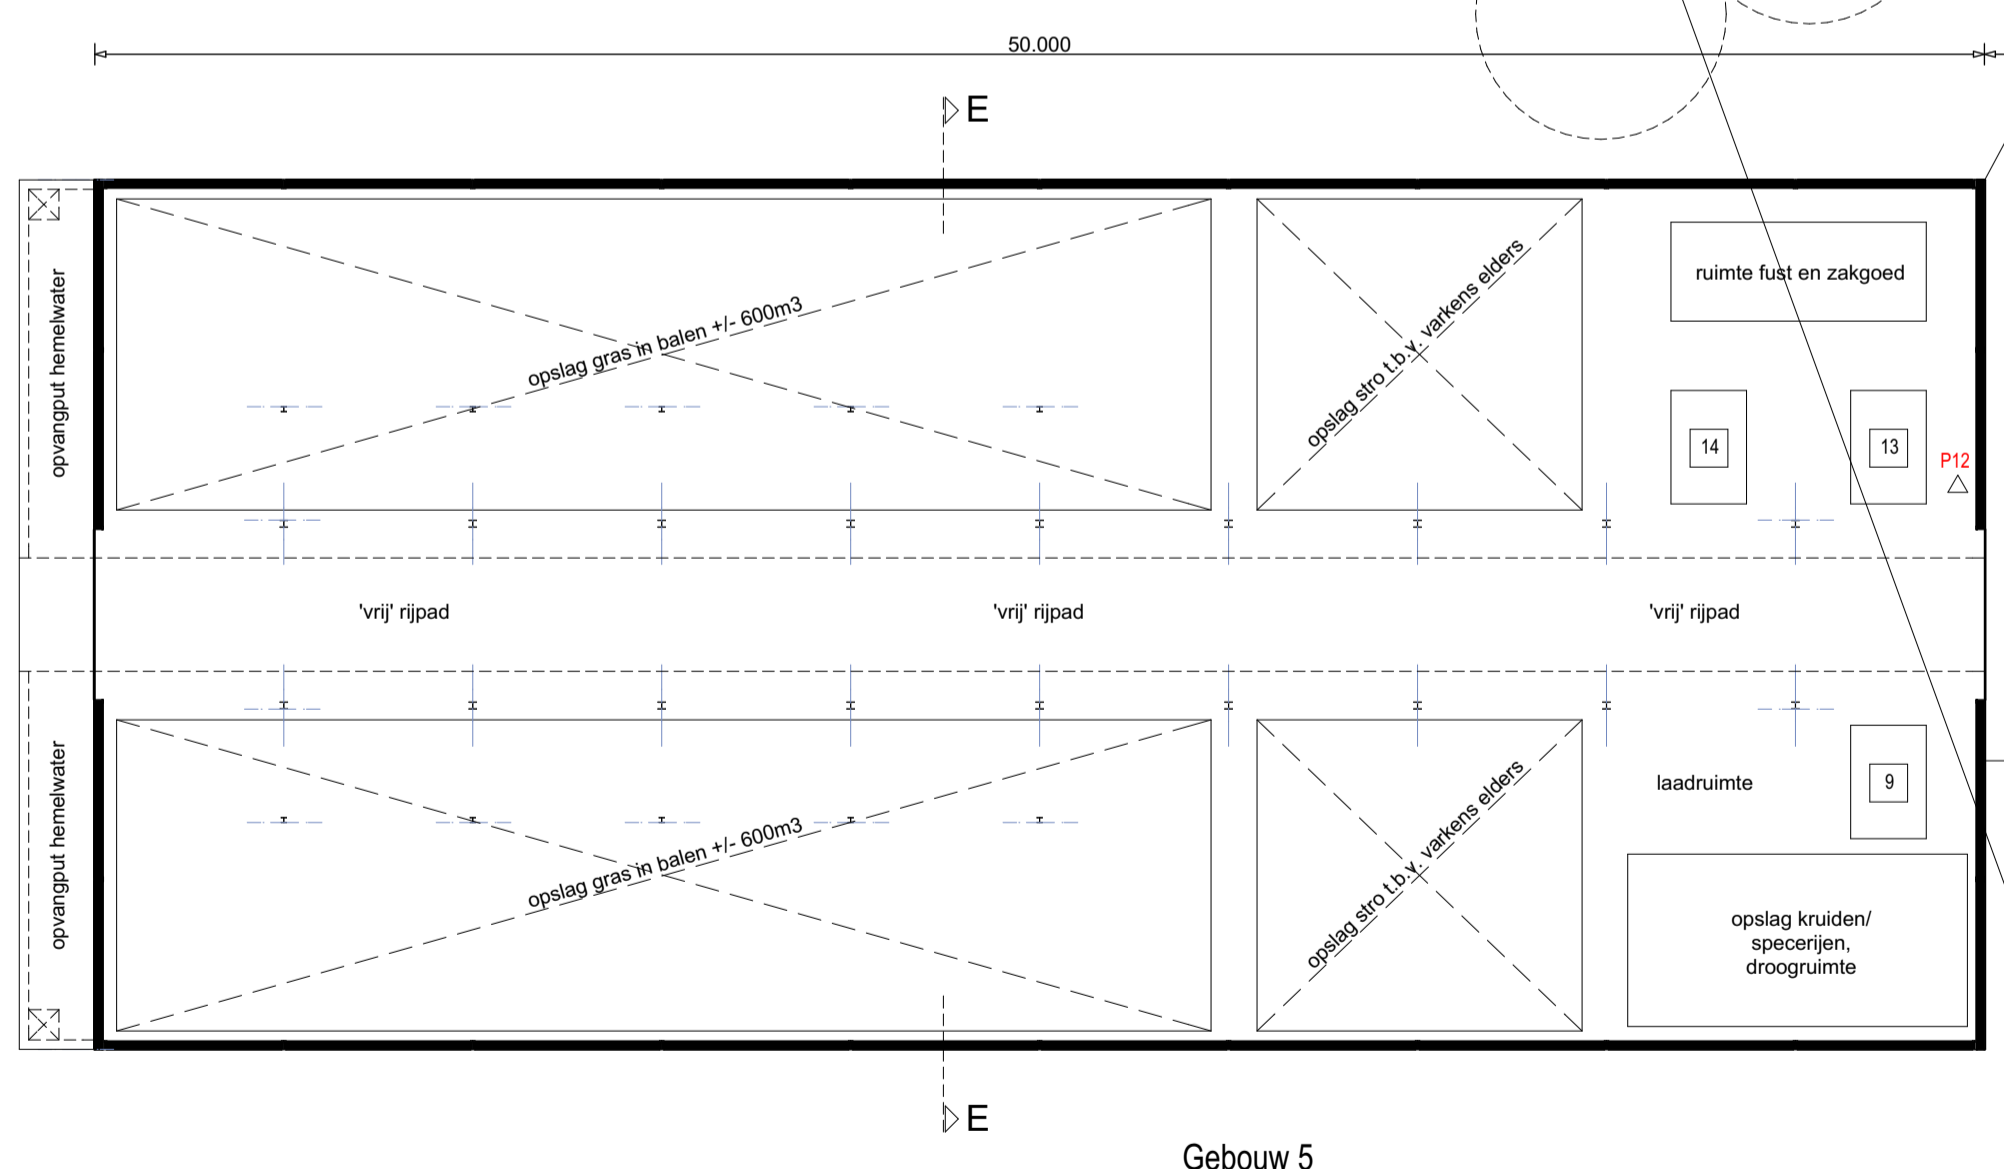 50.000
E
opvangput hemelwater
opslag gras in balen +/- 600m3
opslag stro t.b.v. varkens elders
ruimte fust en zakgoed
14
13
P12
'vrij' rijpad
'vrij' rijpad
'vrij' rijpad
opvangput hemelwater
opslag gras in balen +/- 600m3
opslag stro t.b.v. varkens elders
laadruimte
9
opslag kruiden/
specerijen,
droogruimte
E
Gebouw 5